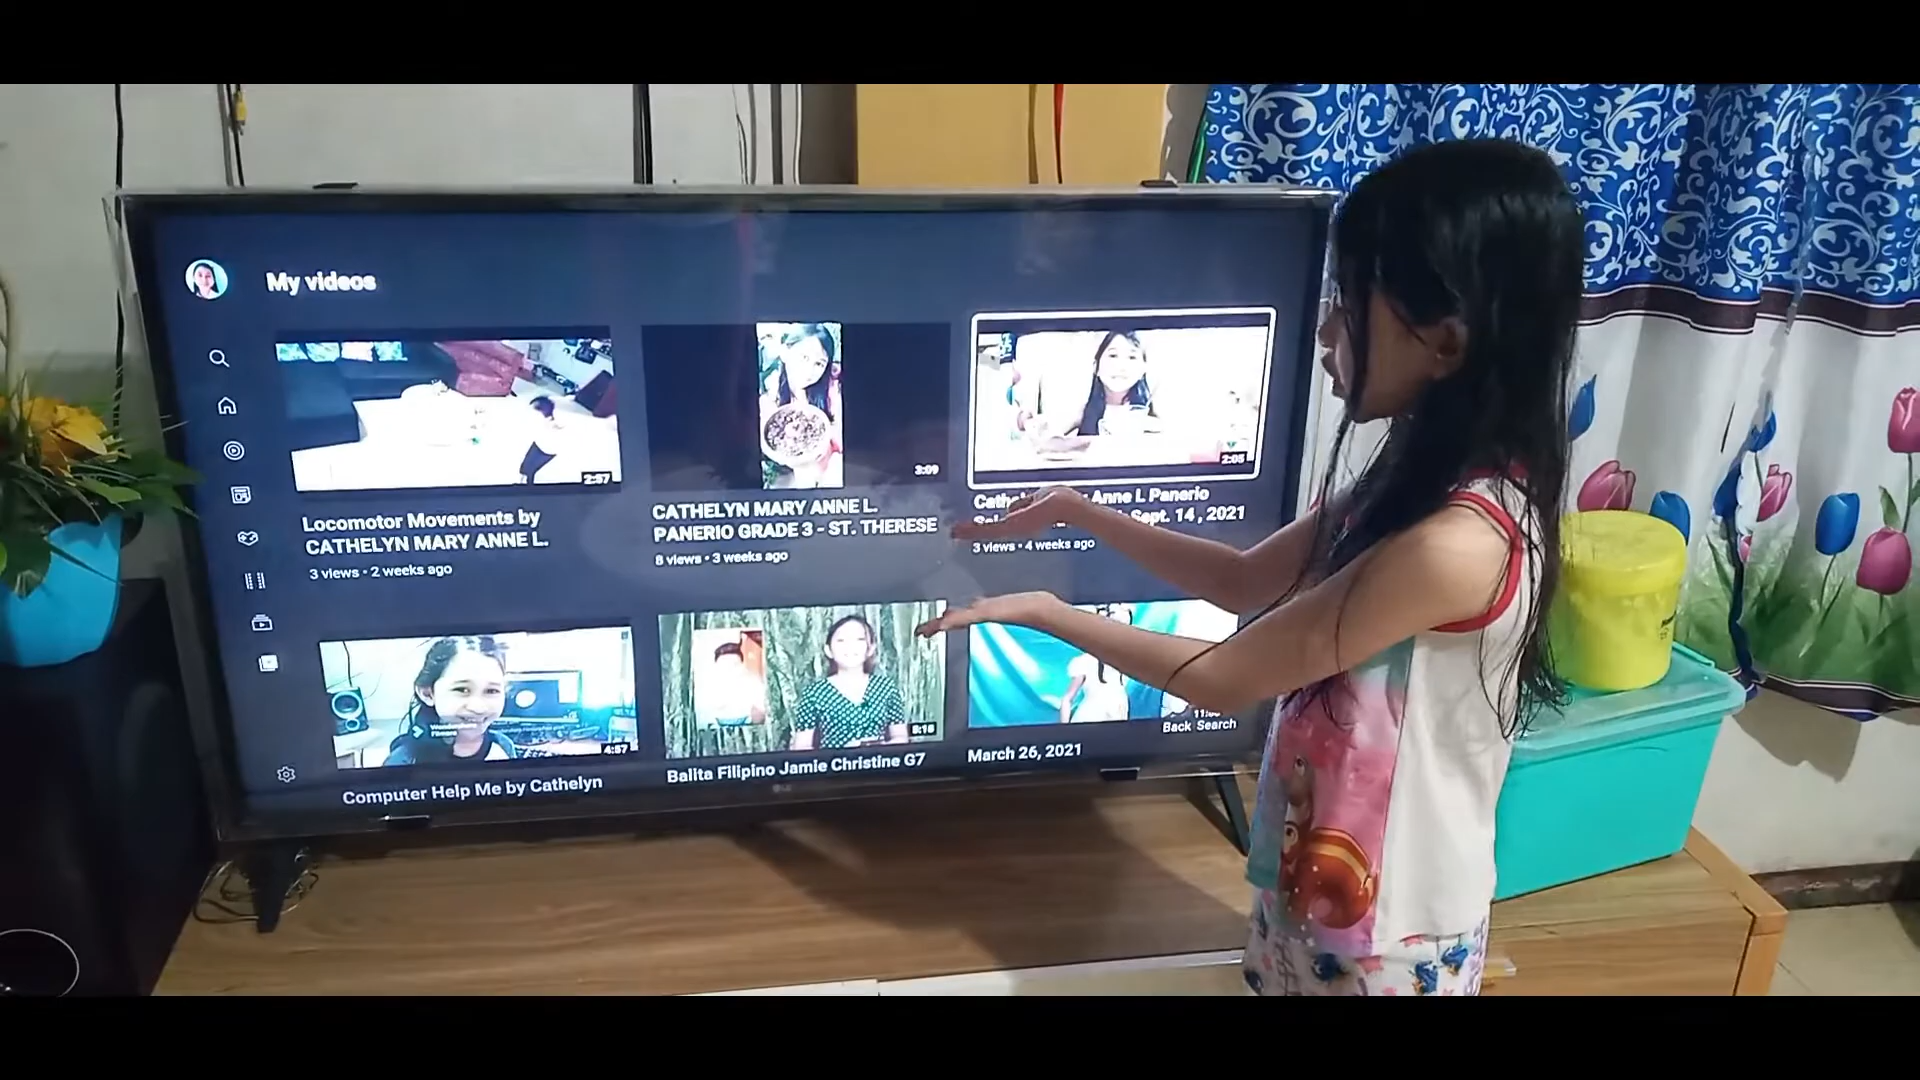 My videos
2:57
3:09
2:05
Locomotor Movements by
CATHELYN MARY ANNE L.
3 views • 2 weeks ago
CATHELYN MARY ANNE L.
PANERIO GRADE 3 - ST. THERESE
8 views • 3 weeks ago
Anne L Panerio
Sept. 14, 2021
3 views • 4 weeks ago
4:57
Computer Help Me by Cathelyn
Balita Filipino Jamie Christine G7
March 26, 2021
Back Search
LG